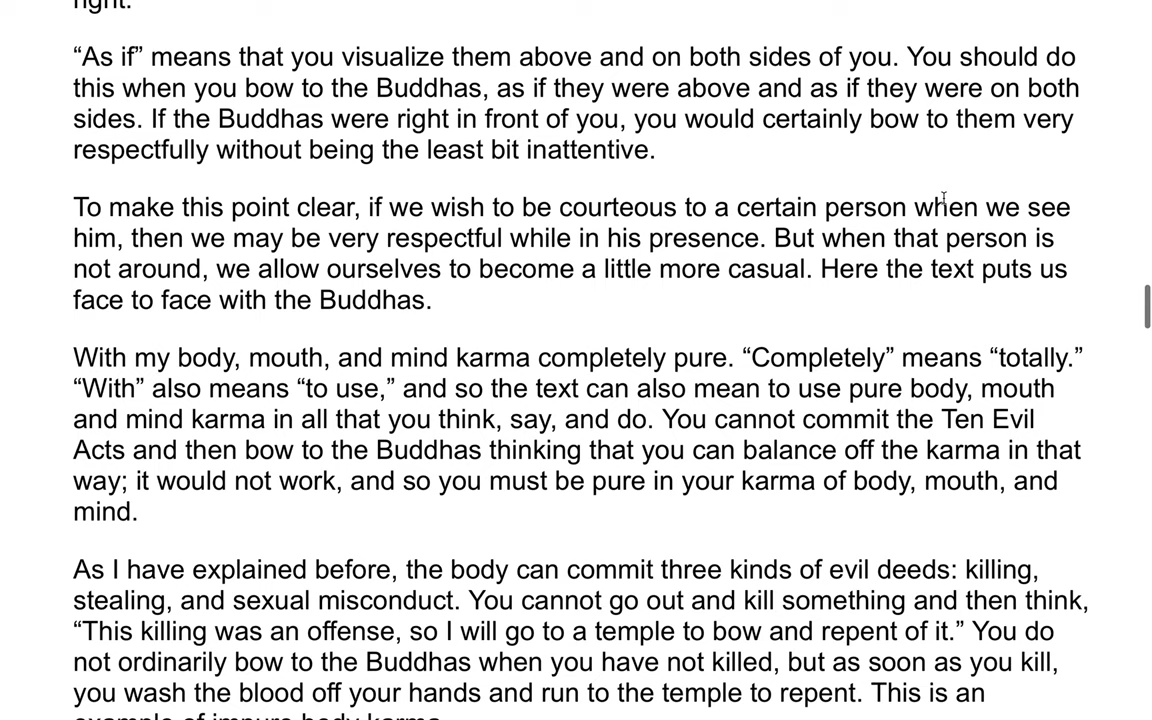 right.
“As if” means that you visualize them above and on both sides of you. You should do
this when you bow to the Buddhas, as if they were above and as if they were on both
sides. If the Buddhas were right in front of you, you would certainly bow to them very
respectfully without being the least bit inattentive.
To make this point clear, if we wish to be courteous to a certain person when we see
him, then we may be very respectful while in his presence. But when that person is
not around, we allow ourselves to become a little more casual. Here the text puts us
face to face with the Buddhas.
With my body, mouth, and mind karma completely pure. “Completely” means “totally.”
“With” also means “to use,” and so the text can also mean to use pure body, mouth
and mind karma in all that you think, say, and do. You cannot commit the Ten Evil
Acts and then bow to the Buddhas thinking that you can balance off the karma in that
way; it would not work, and so you must be pure in your karma of body, mouth, and
mind.
As I have explained before, the body can commit three kinds of evil deeds: killing,
stealing, and sexual misconduct. You cannot go out and kill something and then think,
“This killing was an offense, so I will go to a temple to bow and repent of it.” You do
not ordinarily bow to the Buddhas when you have not killed, but as soon as you kill,
you wash the blood off your hands and run to the temple to repent. This is an
example of impure body karma.